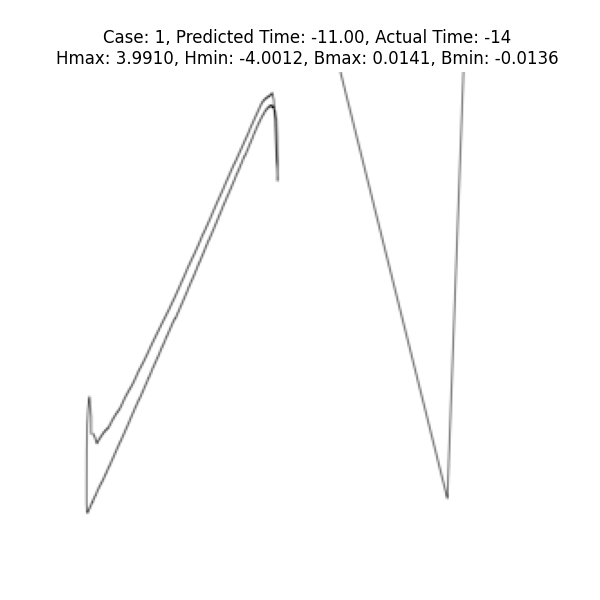 Case: 1, Predicted Time: -11.00, Actual Time: -14
Hmax: 3.9910, Hmin: -4.0012, Bmax: 0.0141, Bmin: -0.0136